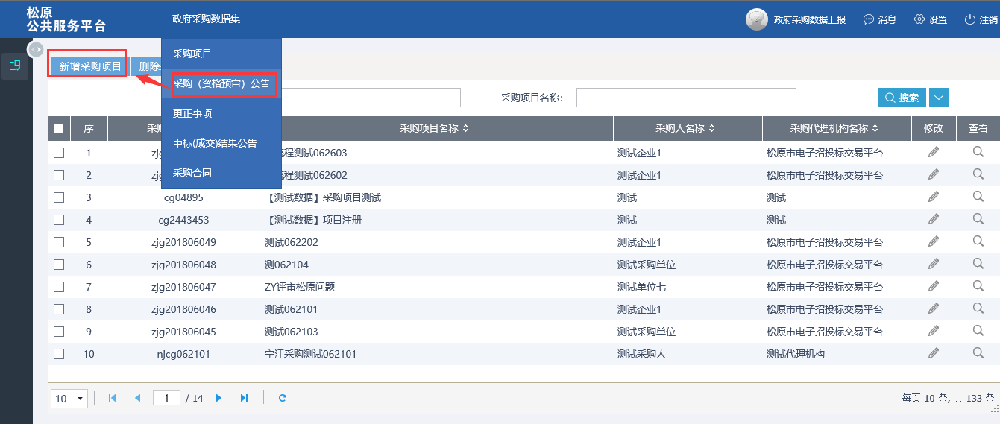 松原
公共服务平台
政府采购数据集
政府采购数据上报
消息
设置
注销
采购项目
采购（资格预审）公告
更正事项
中标(成交)结果公告
采购合同
新增采购项目
删除
采购项目名称:
搜索
序 采购项目名称 采购人名称 采购代理机构名称 修改 查看
1 zjg 程测试062603 测试企业1 松原市电子招投标交易平台
2 zjg 程测试062602 测试企业1 松原市电子招投标交易平台
3 cg04895 【测试数据】采购项目测试 测试 测试
4 cg2443453 【测试数据】项目注册 测试 测试
5 zjg201806049 测试062202 测试企业1 松原市电子招投标交易平台
6 zjg201806048 测062104 测试采购单位一 松原市电子招投标交易平台
7 zjg201806047 ZY评审松原问题 测试单位七 松原市电子招投标交易平台
8 zjg201806046 测试062101 测试企业1 松原市电子招投标交易平台
9 zjg201806045 测试062103 测试采购单位一 松原市电子招投标交易平台
10 njcg062101 宁江采购测试062101 测试采购人 测试代理机构
10 1 / 14 每页 10 条, 共 133 条